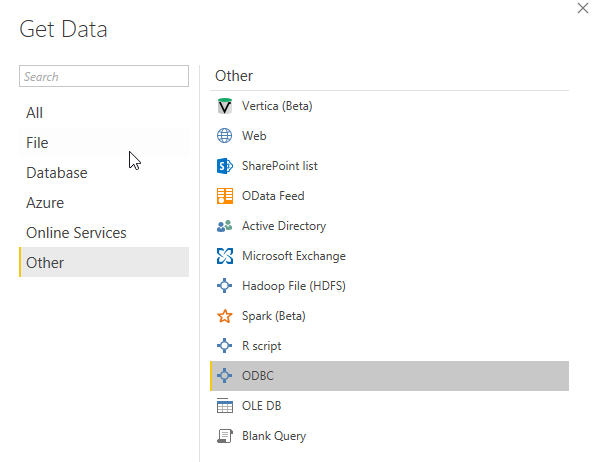 Get Data
Search
All
File
Database
Azure
Online Services
Other
Other
Vertica (Beta)
Web
SharePoint list
OData Feed
Active Directory
Microsoft Exchange
Hadoop File (HDFS)
Spark (Beta)
R script
ODBC
OLE DB
Blank Query